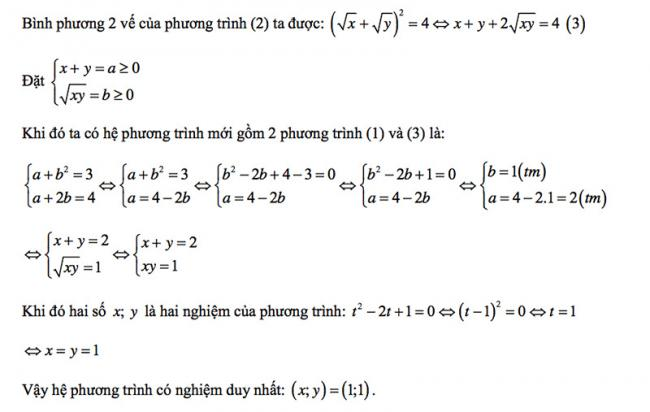 Bình phương 2 vế của phương trình (2) ta được: (√x + √y)² = 4 ⇔ x + y + 2√xy = 4 (3)
Đặt {x + y = a ≥ 0
{√xy = b ≥ 0
Khi đó ta có hệ phương trình mới gồm 2 phương trình (1) và (3) là:
{a + b² = 3 ⇔ {a + b² = 3 ⇔ {b² − 2b + 4 − 3 = 0 ⇔ {b² − 2b + 1 = 0 ⇔ {b = 1(tm)
{a + 2b = 4 {a = 4 − 2b {a = 4 − 2b {a = 4 − 2b {a = 4 − 2.1 = 2(tm)
⇔ {x + y = 2 ⇔ {x + y = 2
{√xy = 1 {xy = 1
Khi đó hai số x; y là hai nghiệm của phương trình: t² − 2t + 1 = 0 ⇔ (t − 1)² = 0 ⇔ t = 1
⇔ x = y = 1
Vậy hệ phương trình có nghiệm duy nhất: (x; y) = (1;1).